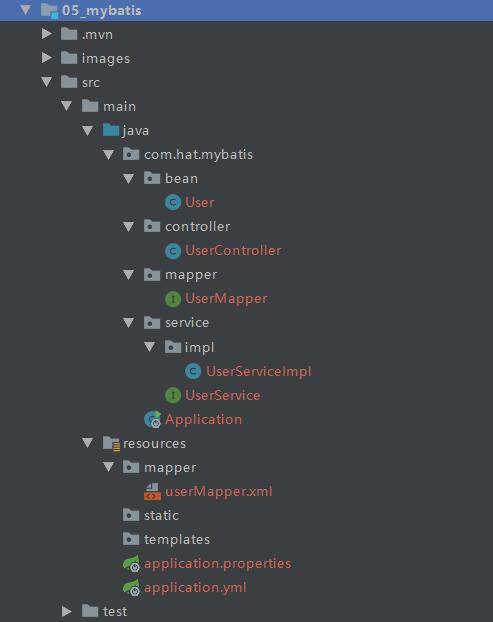 05_mybatis
.mvn
images
src
main
java
com.hat.mybatis
bean
User
controller
UserController
mapper
UserMapper
service
impl
UserServiceImpl
UserService
Application
resources
mapper
userMapper.xml
static
templates
application.properties
application.yml
test